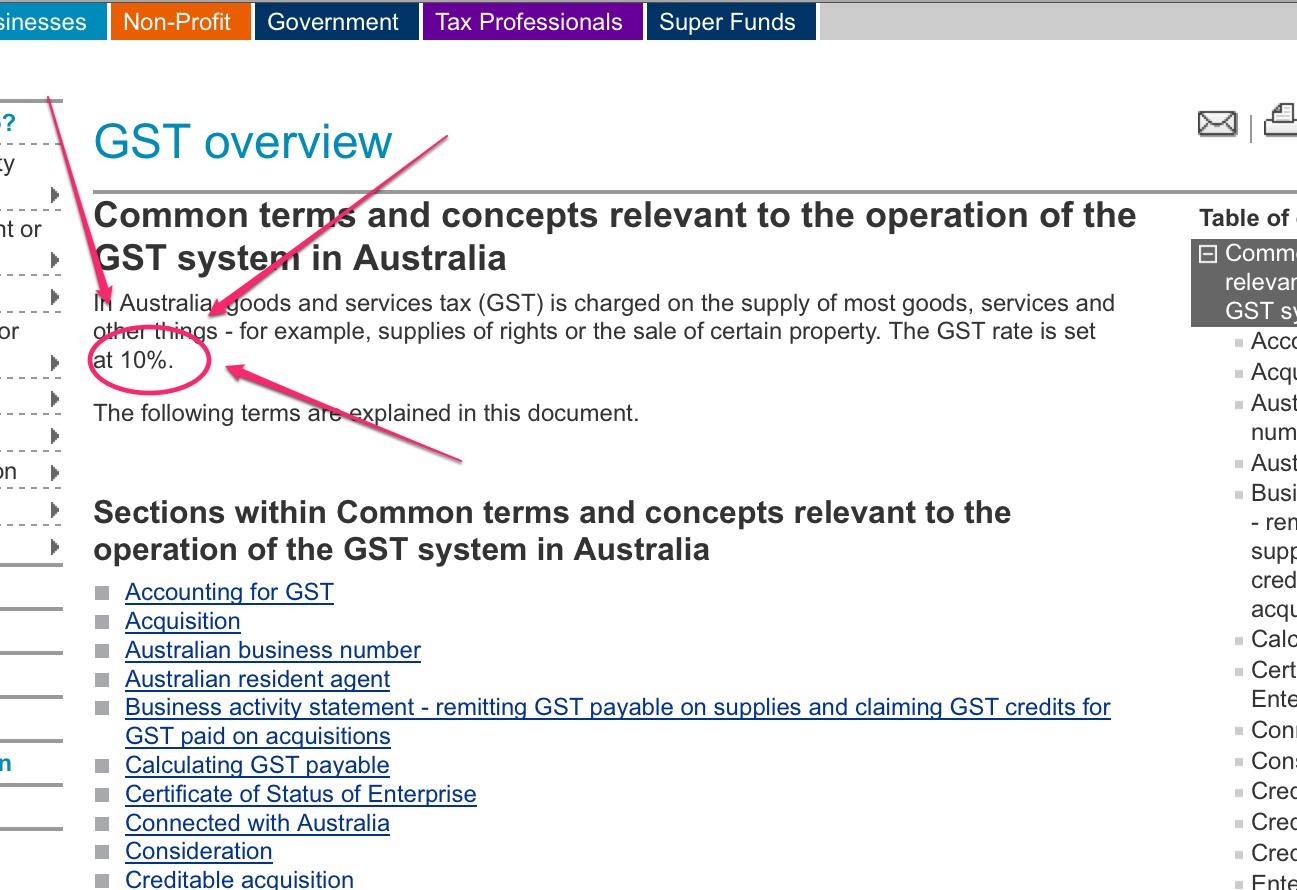 sinesses
Non-Profit
Government
Tax Professionals
Super Funds
?
ty
nt or
or
on
n
GST overview
Common terms and concepts relevant to the operation of the
GST system in Australia
In Australia, goods and services tax (GST) is charged on the supply of most goods, services and
other things - for example, supplies of rights or the sale of certain property. The GST rate is set
at 10%.
The following terms are explained in this document.
Sections within Common terms and concepts relevant to the
operation of the GST system in Australia
Accounting for GST
Acquisition
Australian business number
Australian resident agent
Business activity statement - remitting GST payable on supplies and claiming GST credits for
GST paid on acquisitions
Calculating GST payable
Certificate of Status of Enterprise
Connected with Australia
Consideration
Creditable acquisition
Table of
Comm
relevan
GST sy
Acco
Acqu
Aust
num
Aust
Busi
- rem
supp
cred
acqu
Calc
Cert
Ente
Conn
Cons
Cred
Cred
Cred
Ente